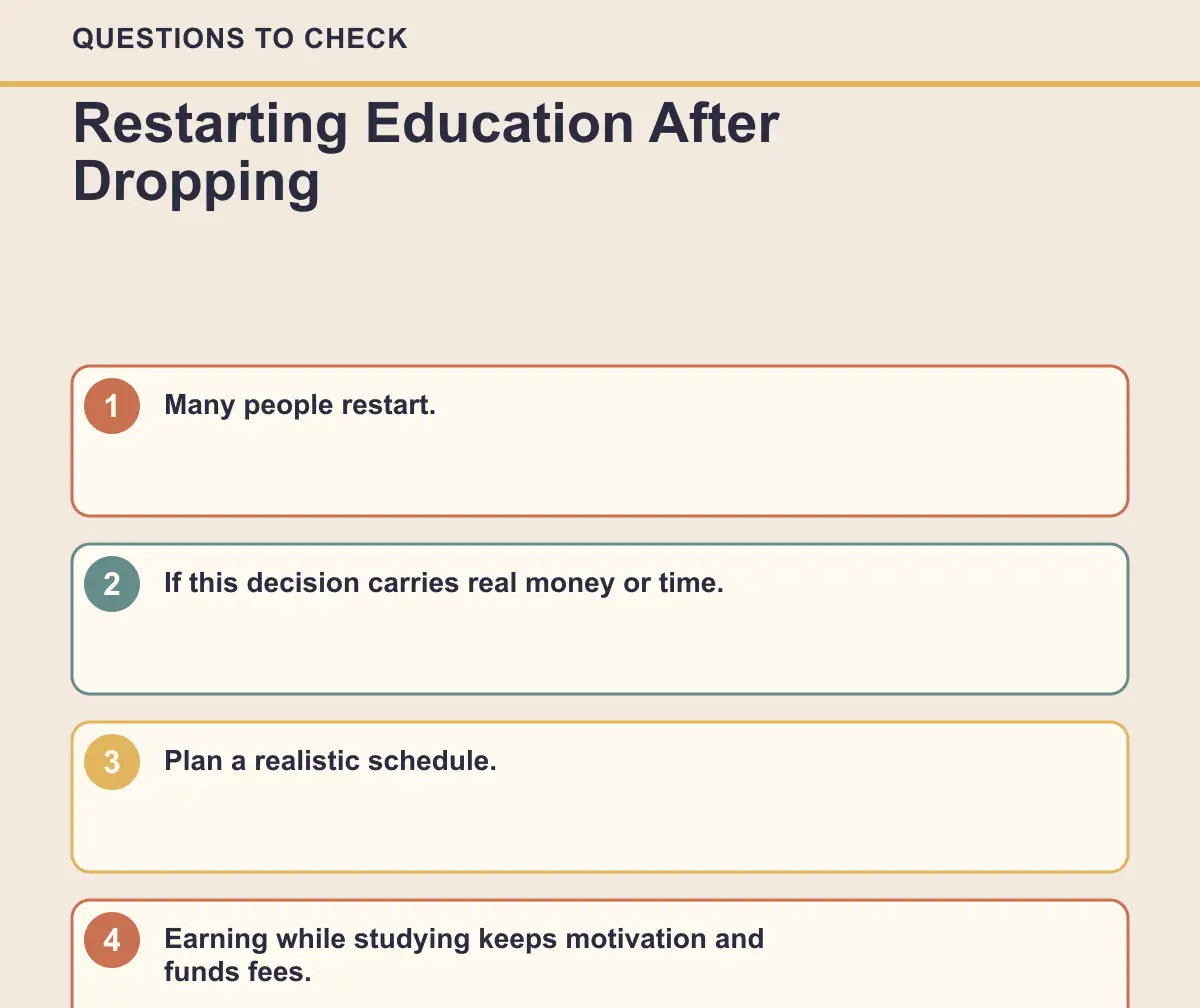 QUESTIONS TO CHECK
Restarting Education After
Dropping
1
Many people restart.
2
If this decision carries real money or time.
3
Plan a realistic schedule.
4
Earning while studying keeps motivation and
funds fees.